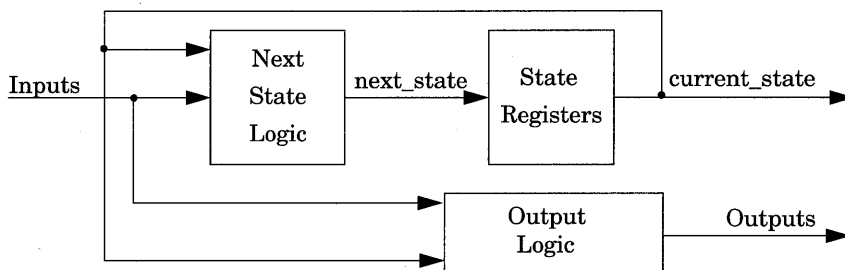 Inputs
Next
State
Logic
next_state
State
Registers
current_state
Output
Logic
Outputs